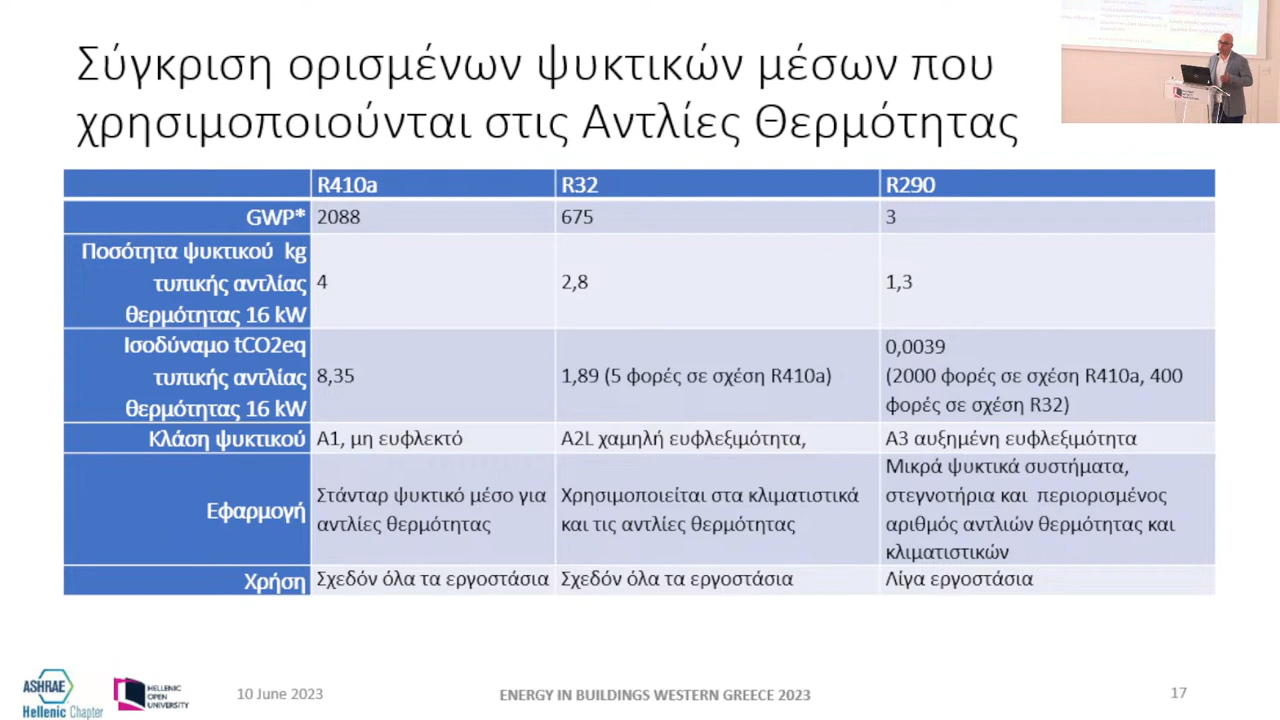 Σύγκριση ορισμένων ψυκτικών μέσων που
χρησιμοποιούνται στις Αντλίες Θερμότητας
R410a R32 R290
GWP* 2088 675 3
Ποσότητα ψυκτικού kg
τυπικής αντλίας
θερμότητας 16 kW
4 2,8 1,3
Ισοδύναμο tCO2eq
τυπικής αντλίας
θερμότητας 16 kW
8,35
1,89 (5 φορές σε σχέση R410a)
0,0039
(2000 φορές σε σχέση R410a, 400
φορές σε σχέση R32)
Κλάση ψυκτικού
A1, μη ευφλεκτό
A2L χαμηλή ευφλεξιμότητα,
A3 αυξημένη ευφλεξιμότητα
Εφαρμογή
Στάνταρ ψυκτικό μέσο για
αντλίες θερμότητας
Χρησιμοποιείται στα κλιματιστικά
και τις αντλίες θερμότητας
Μικρά ψυκτικά συστήματα,
στεγνοτήρια και περιορισμένος
αριθμός αντλιών θερμότητας και
κλιματιστικών
Χρήση
Σχεδόν όλα τα εργοστάσια
Σχεδόν όλα τα εργοστάσια
Λίγα εργοστάσια
ASHRAE
Hellenic Chapter
HELLENIC
OPEN
UNIVERSITY
10 June 2023
ENERGY IN BUILDINGS WESTERN GREECE 2023
17